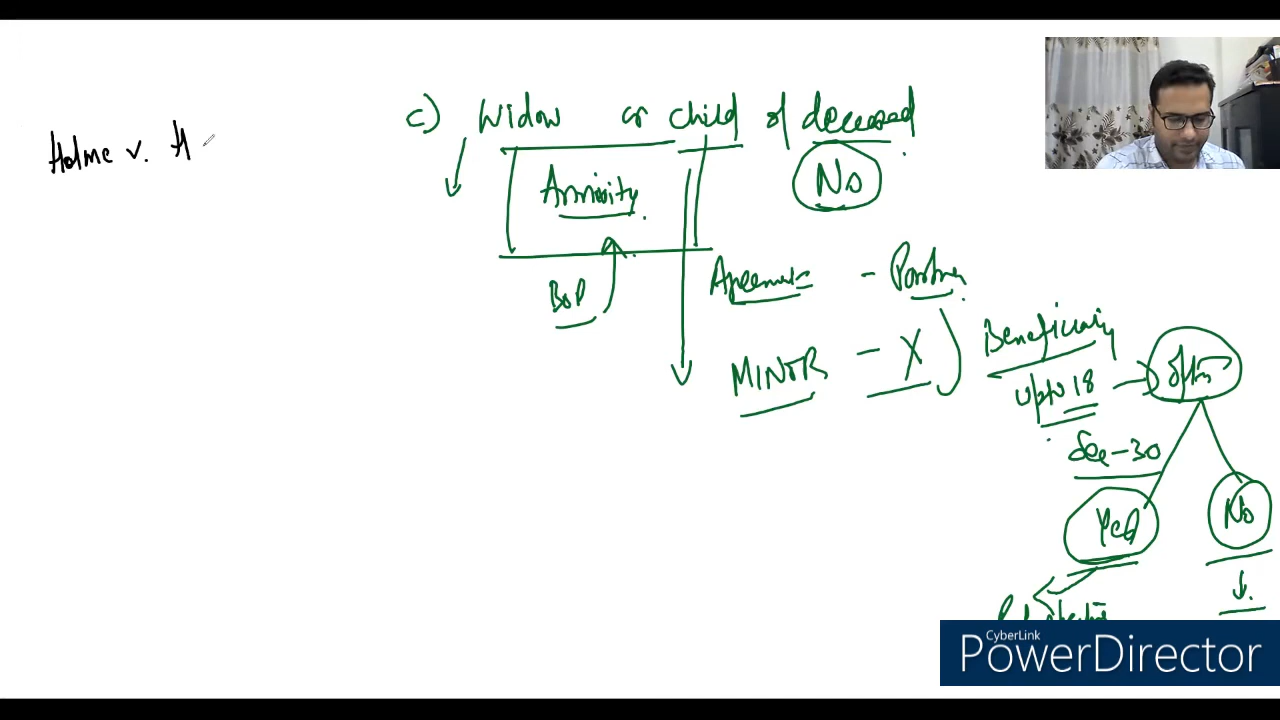 Holme v. H
c) Widow or child of deceased
Annuity
No
BoP
Agreement - Partner
MINOR - X
Beneficiary
upto 18
Sec-30
Yes
No
CyberLink
PowerDirector